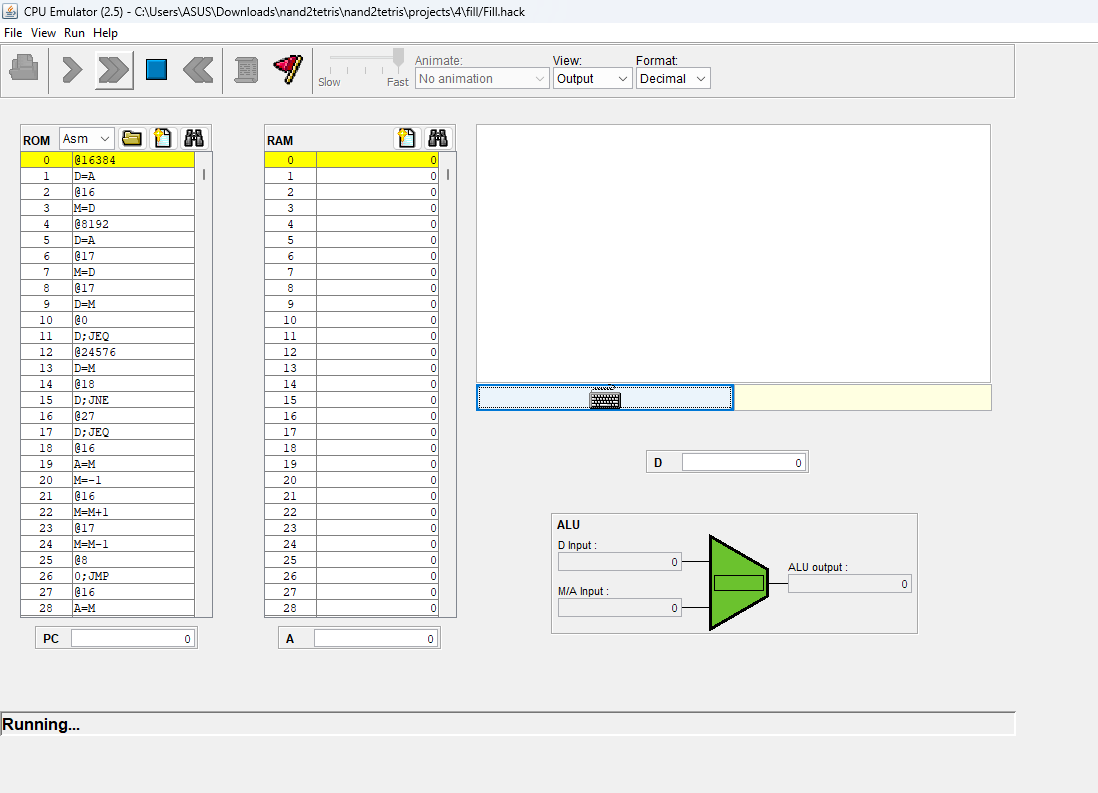 CPU Emulator (2.5) - C:\Users\ASUS\Downloads\nand2tetris\nand2tetris\projects\4\fill/Fill.hack
File View Run Help
Slow Fast
Animate:
No animation
View:
Output
Format:
Decimal
ROM Asm
0 @16384
1 D=A
2 @16
3 M=D
4 @8192
5 D=A
6 @17
7 M=D
8 @17
9 D=M
10 @0
11 D;JEQ
12 @24576
13 D=M
14 @18
15 D;JNE
16 @27
17 D;JEQ
18 @16
19 A=M
20 M=-1
21 @16
22 M=M+1
23 @17
24 M=M-1
25 @8
26 0;JMP
27 @16
28 A=M
PC 0
RAM
0 0
1 0
2 0
3 0
4 0
5 0
6 0
7 0
8 0
9 0
10 0
11 0
12 0
13 0
14 0
15 0
16 0
17 0
18 0
19 0
20 0
21 0
22 0
23 0
24 0
25 0
26 0
27 0
28 0
A 0
D 0
ALU
D Input :
0
M/A Input :
0
ALU output :
0
Running...